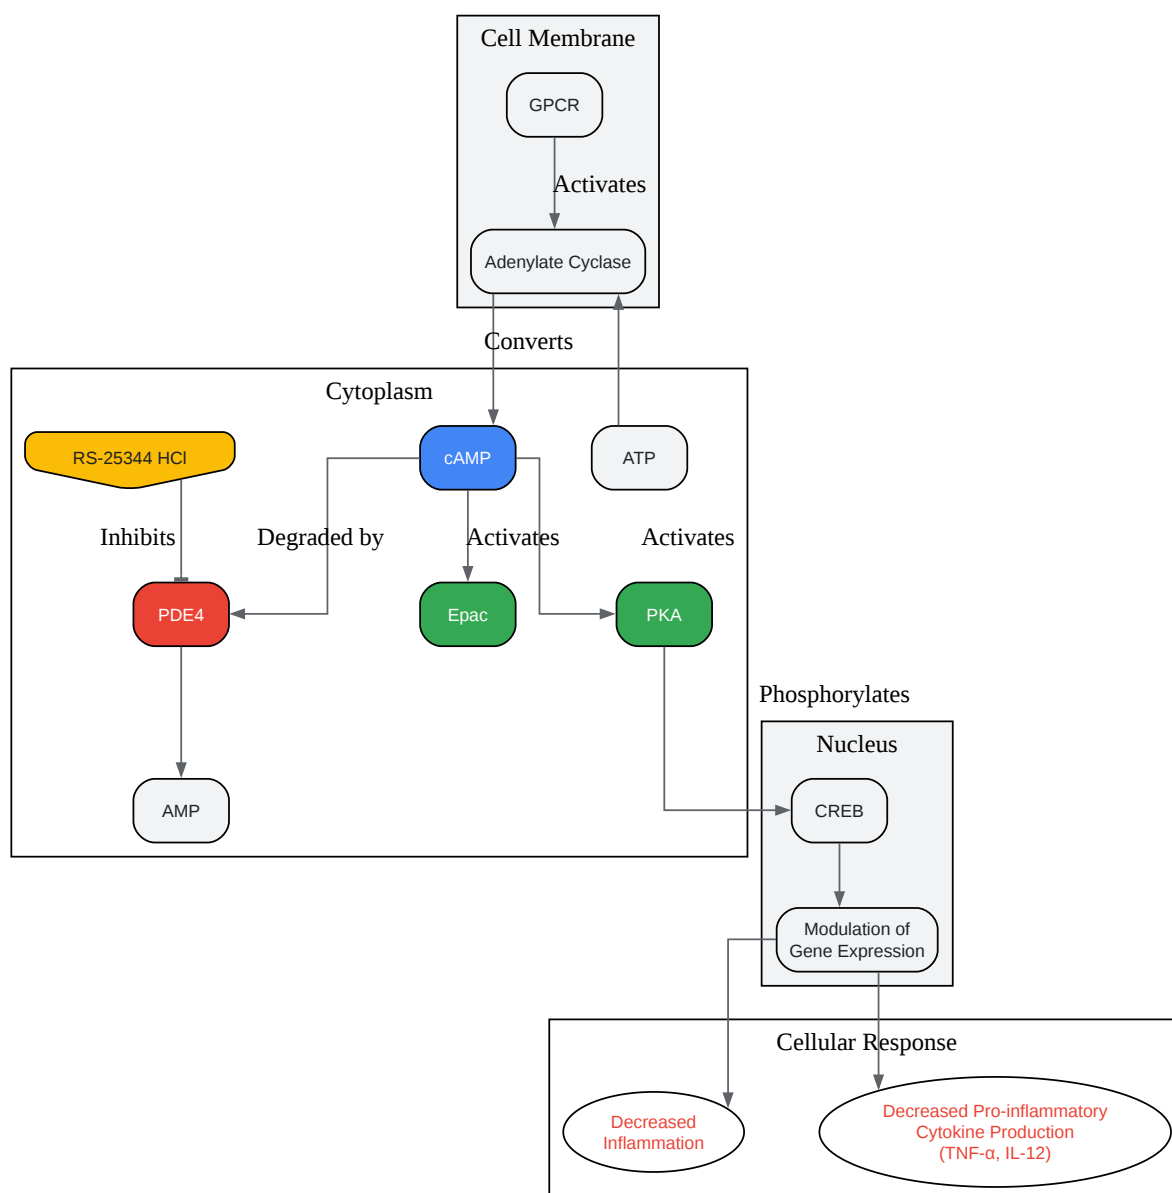 Cell Membrane
GPCR
Activates
Adenylate Cyclase
Converts
Cytoplasm
RS-25344 HCl
cAMP
ATP
Inhibits
Degraded by
Activates
Activates
PDE4
Epac
PKA
Phosphorylates
Nucleus
AMP
CREB
Modulation of
Gene Expression
Cellular Response
Decreased
Inflammation
Decreased Pro-inflammatory
Cytokine Production
(TNF-α, IL-12)